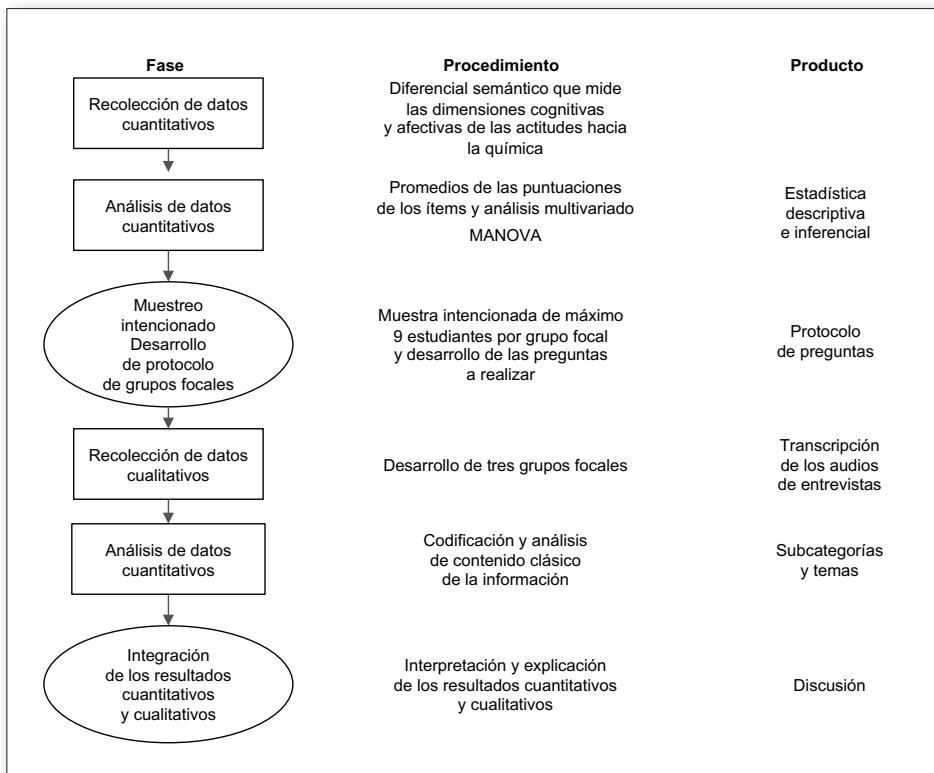 Fase
Procedimiento
Producto
Recolección de datos
cuantitativos
Diferencial semántico que mide
las dimensiones cognitivas
y afectivas de las actitudes hacia
la química
Análisis de datos
cuantitativos
Promedios de las puntuaciones
de los ítems y análisis multivariado
MANOVA
Estadística
descriptiva
e inferencial
Muestreo
intencionado
Desarrollo
de protocolo
de grupos focales
Muestra intencionada de máximo
9 estudiantes por grupo focal
y desarrollo de las preguntas
a realizar
Protocolo
de preguntas
Recolección de datos
cualitativos
Desarrollo de tres grupos focales
Transcripción
de los audios
de entrevistas
Análisis de datos
cuantitativos
Codificación y análisis
de contenido clásico
de la información
Subcategorías
y temas
Integración
de los resultados
cuantitativos
y cualitativos
Interpretación y explicación
de los resultados cuantitativos
y cualitativos
Discusión